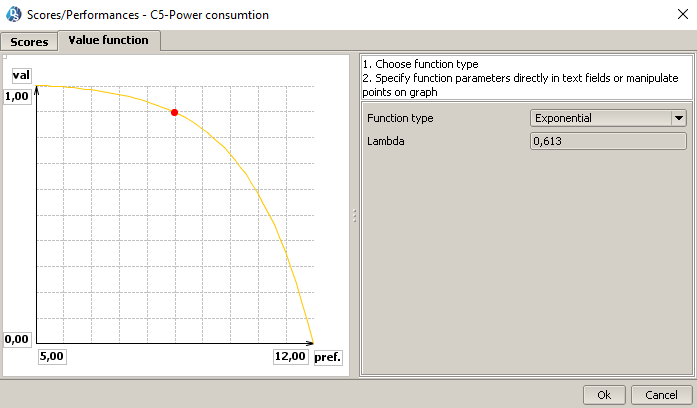 Scores/Performances - C5-Power consumtion
Scores
Value function
val
1,00
0,00
5,00
12,00
pref.
1. Choose function type
2. Specify function parameters directly in text fields or manipulate
points on graph
Function type
Exponential
Lambda
0,613
Ok
Cancel